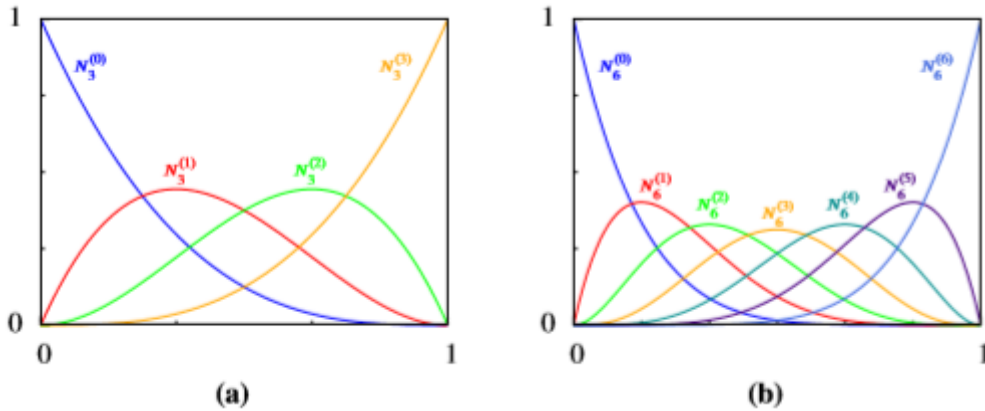 1 1
N_3^{(0)} N_3^{(3)} N_6^{(0)} N_6^{(6)}
N_3^{(1)} N_3^{(2)} N_6^{(1)} N_6^{(2)} N_6^{(3)} N_6^{(4)} N_6^{(5)}
0 0
0 1 0 1
(a) (b)